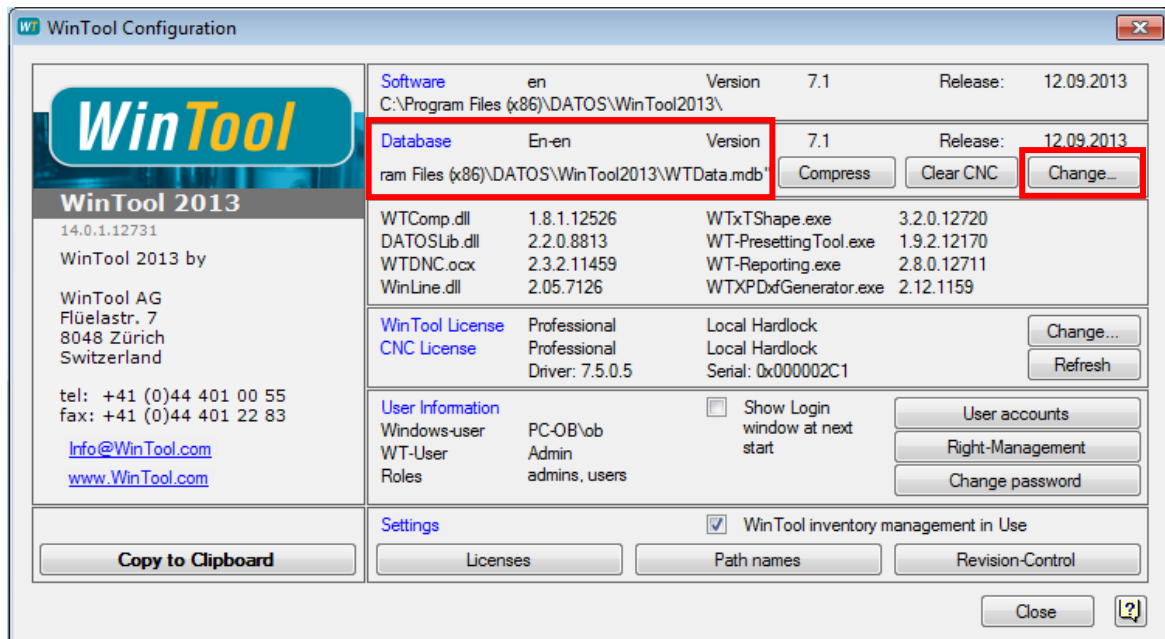 WT WinTool Configuration
WinTool
WinTool 2013
14.0.1.12731
WinTool 2013 by
WinTool AG
Flüelastr. 7
8048 Zürich
Switzerland
tel: +41 (0)44 401 00 55
fax: +41 (0)44 401 22 83
Info@WinTool.com
www.WinTool.com
Copy to Clipboard
Software en Version 7.1 Release: 12.09.2013
C:\Program Files (x86)\DATOS\WinTool2013\
Database En-en Version 7.1 Release: 12.09.2013
ram Files (x86)\DATOS\WinTool2013\WTData.mdb" Compress Clear CNC Change...
WTComp.dll 1.8.1.12526 WTxTShape.exe 3.2.0.12720
DATOSLib.dll 2.2.0.8813 WT-PresettingTool.exe 1.9.2.12170
WTDNC.ocx 2.3.2.11459 WT-Reporting.exe 2.8.0.12711
WinLine.dll 2.05.7126 WTXPDxfGenerator.exe 2.12.1159
WinTool License Professional Local Hardlock Change...
CNC License Professional Local Hardlock
Driver: 7.5.0.5 Serial: 0x000002C1 Refresh
User Information Show Login User accounts
Windows-user PC-OB\ob window at next
WT-User Admin start Right-Management
Roles admins, users Change password
Settings WinTool inventory management in Use
Licenses Path names Revision-Control
Close ?